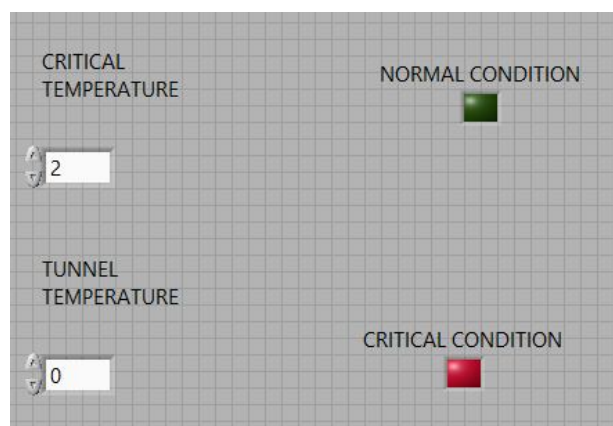 CRITICAL
TEMPERATURE
NORMAL CONDITION
2
TUNNEL
TEMPERATURE
CRITICAL CONDITION
0